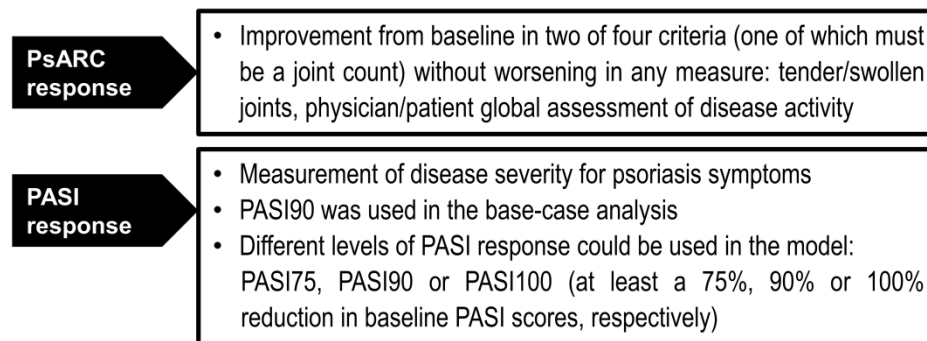 PsARC
response
• Improvement from baseline in two of four criteria (one of which must
be a joint count) without worsening in any measure: tender/swollen
joints, physician/patient global assessment of disease activity
PASI
response
• Measurement of disease severity for psoriasis symptoms
• PASI90 was used in the base-case analysis
• Different levels of PASI response could be used in the model:
PASI75, PASI90 or PASI100 (at least a 75%, 90% or 100%
reduction in baseline PASI scores, respectively)